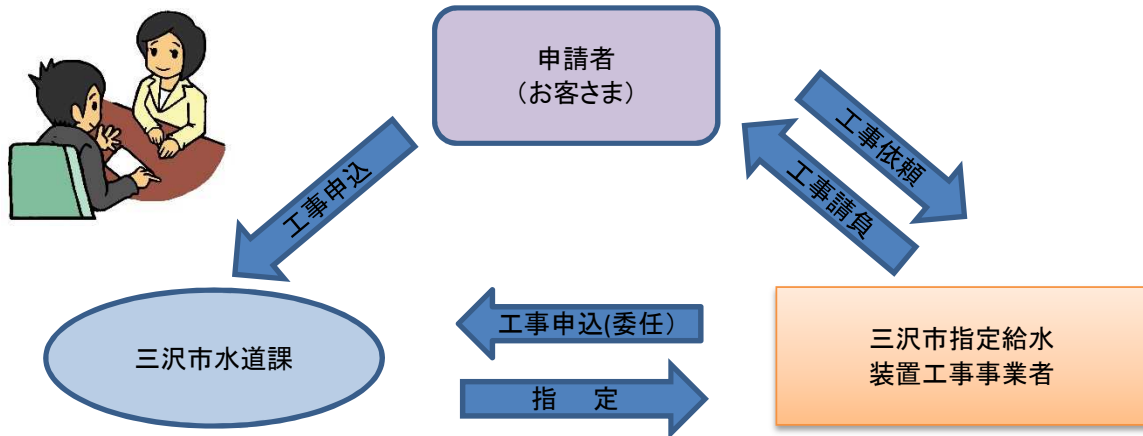 申請者
（お客さま）
工事依頼
工事請負
工事申込
工事申込(委任）
三沢市水道課
三沢市指定給水
装置工事事業者
指　定